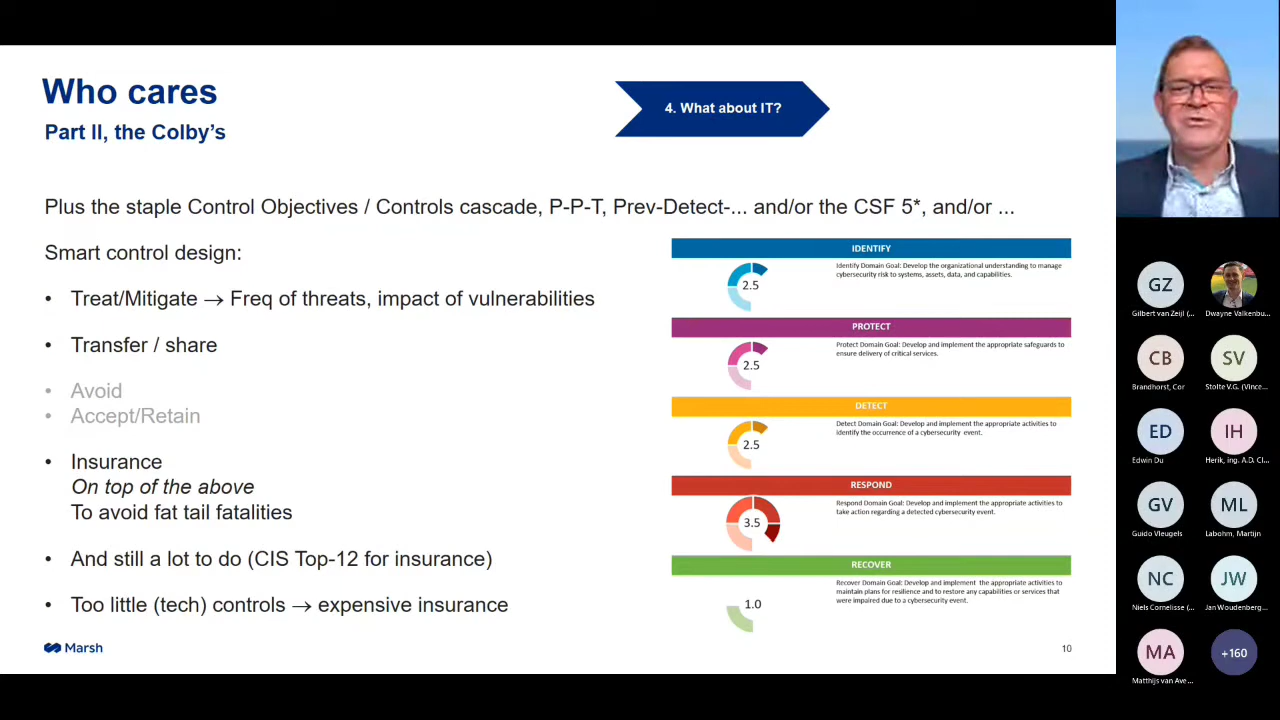 Who cares
Part II, the Colby's
4. What about IT?
Plus the staple Control Objectives / Controls cascade, P-P-T, Prev-Detect-... and/or the CSF 5*, and/or ...
Smart control design:
• Treat/Mitigate → Freq of threats, impact of vulnerabilities
• Transfer / share
• Avoid
• Accept/Retain
• Insurance
On top of the above
To avoid fat tail fatalities
• And still a lot to do (CIS Top-12 for insurance)
• Too little (tech) controls → expensive insurance
IDENTIFY
2.5
Identify Domain Goal: Develop the organizational understanding to manage
cybersecurity risk to systems, assets, data, and capabilities.
PROTECT
2.5
Protect Domain Goal: Develop and implement the appropriate safeguards to
ensure delivery of critical services.
DETECT
2.5
Detect Domain Goal: Develop and implement the appropriate activities to
identify the occurrence of a cybersecurity event.
RESPOND
3.5
Respond Domain Goal: Develop and implement the appropriate activities to
take action regarding a detected cybersecurity event.
RECOVER
1.0
Recover Domain Goal: Develop and implement the appropriate activities to
maintain plans for resilience and to restore any capabilities or services that
were impaired due to a cybersecurity event.
Marsh
10
GZ
Gilbert van Zeijl (...
Dwayne Valkenbu...
CB
Brandhorst, Cor
SV
Stolte V.G. (Vince...
ED
Edwin Du
IH
Herik, ing. A.D. Cl...
GV
Guido Vleugels
ML
Labohm, Martijn
NC
Niels Cornelisse (...
JW
Jan Woudenberg...
MA
Matthijs van Ave...
+160